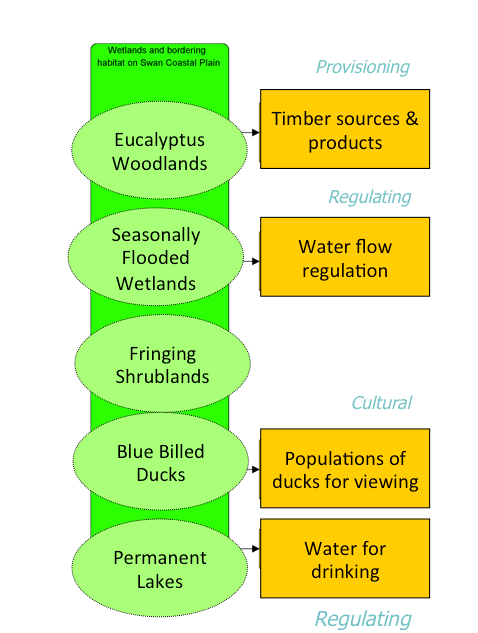 Wetlands and bordering
habitat on Swan Coastal Plain
Provisioning
Eucalyptus
Woodlands
Timber sources &
products
Regulating
Seasonally
Flooded
Wetlands
Water flow
regulation
Fringing
Shrublands
Cultural
Blue Billed
Ducks
Populations of
ducks for viewing
Permanent
Lakes
Water for
drinking
Regulating